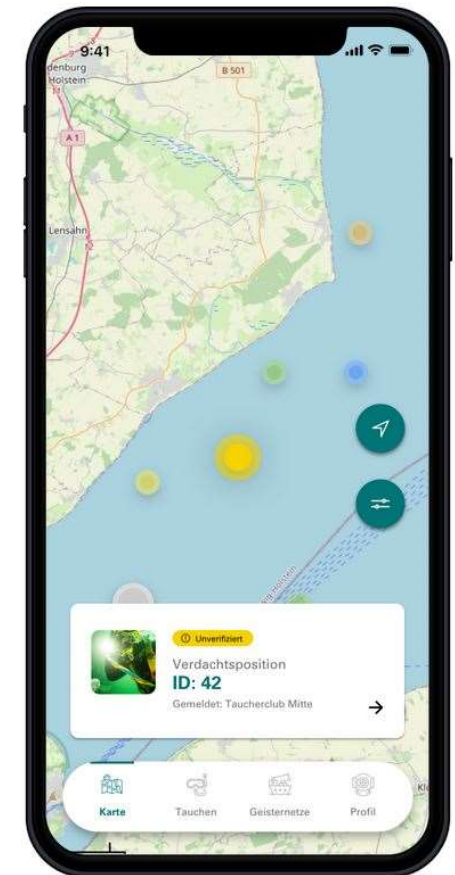 9:41
denburg
Holstein
B 501
A 1
Lensahn
Unverifiziert
Verdachtsposition
ID: 42
Gemeldet: Taucherclub Mitte
Karte
Tauchen
Geisternetze
Profil